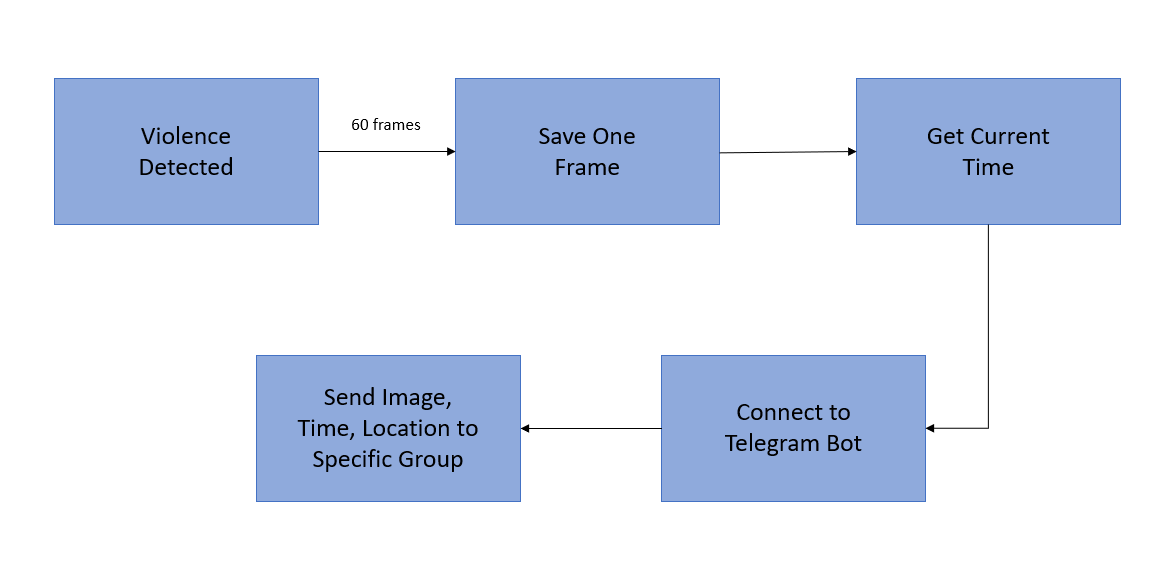 Violence
Detected
60 frames
Save One
Frame
Get Current
Time
Connect to
Telegram Bot
Send Image,
Time, Location to
Specific Group